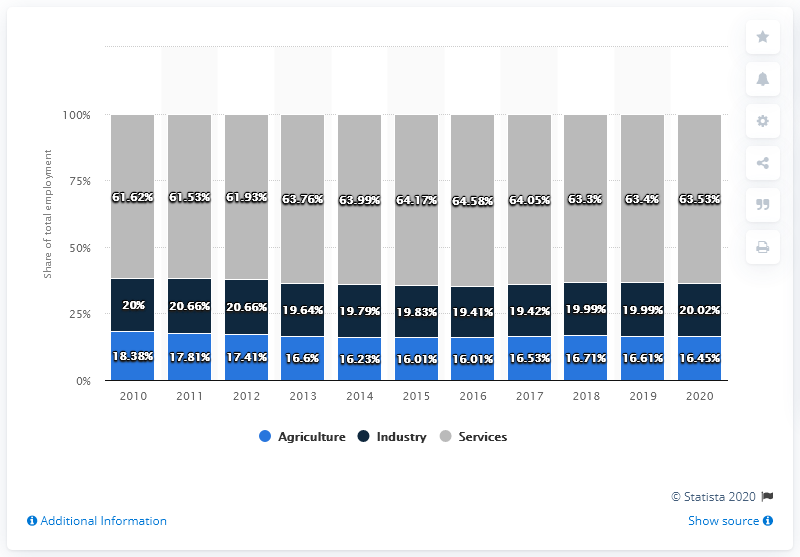 Share of total employment
100%
75%
50%
25%
0%
61.62% 61.53% 61.93% 63.76% 63.99% 64.17% 64.58% 64.05% 63.3% 63.4% 63.53%
20% 20.66% 20.66% 19.64% 19.79% 19.83% 19.41% 19.42% 19.99% 19.99% 20.02%
18.38% 17.81% 17.41% 16.6% 16.23% 16.01% 16.01% 16.53% 16.71% 16.61% 16.45%
2010 2011 2012 2013 2014 2015 2016 2017 2018 2019 2020
Agriculture Industry Services
© Statista 2020
Additional Information Show source